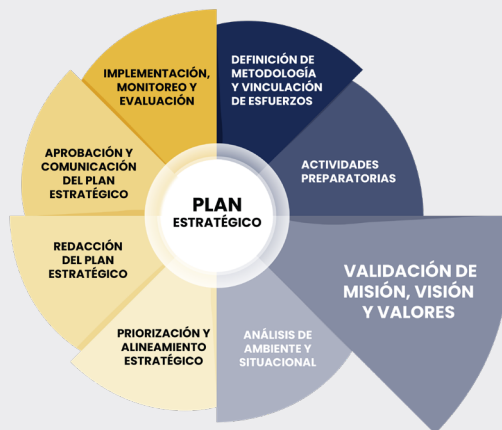 PLAN
ESTRATÉGICO
DEFINICIÓN DE
METODOLOGÍA
Y VINCULACIÓN
DE ESFUERZOS
ACTIVIDADES
PREPARATORIAS
VALIDACIÓN DE
MISIÓN, VISIÓN
Y VALORES
ANÁLISIS DE
AMBIENTE Y
SITUACIONAL
PRIORIZACIÓN Y
ALINEAMIENTO
ESTRATÉGICO
REDACCIÓN
DEL PLAN
ESTRATÉGICO
APROBACIÓN Y
COMUNICACIÓN
DEL PLAN
ESTRATÉGICO
IMPLEMENTACIÓN,
MONITOREO Y
EVALUACIÓN